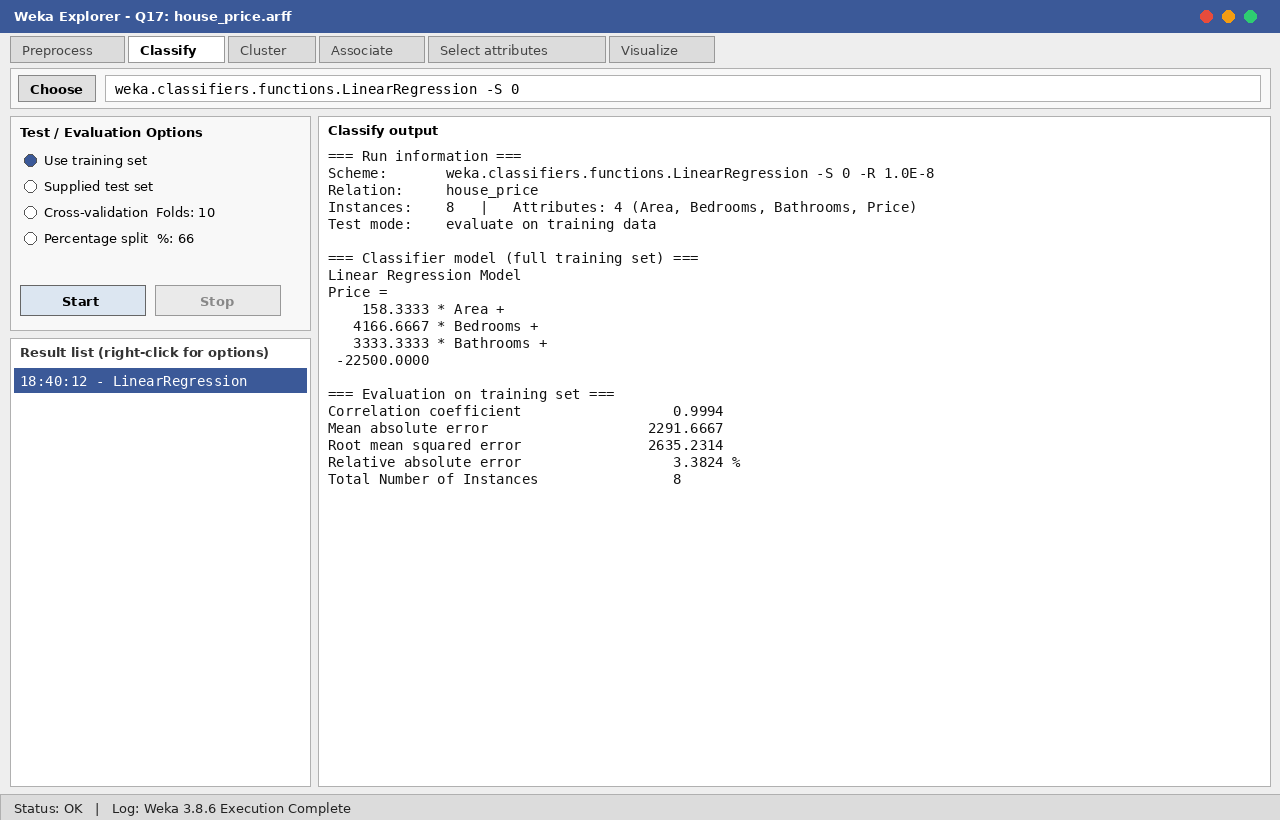 Weka Explorer - Q17: house_price.arff
Preprocess Classify Cluster Associate Select attributes Visualize
Choose weka.classifiers.functions.LinearRegression -S 0
Test / Evaluation Options
Use training set
Supplied test set
Cross-validation  Folds: 10
Percentage split  %: 66
Start Stop
Result list (right-click for options)
18:40:12 - LinearRegression
Classify output
=== Run information ===
Scheme:       weka.classifiers.functions.LinearRegression -S 0 -R 1.0E-8
Relation:     house_price
Instances:    8   |   Attributes: 4 (Area, Bedrooms, Bathrooms, Price)
Test mode:    evaluate on training data
=== Classifier model (full training set) ===
Linear Regression Model
Price =
    158.3333 * Area +
   4166.6667 * Bedrooms +
   3333.3333 * Bathrooms +
 -22500.0000
=== Evaluation on training set ===
Correlation coefficient                  0.9994
Mean absolute error                   2291.6667
Root mean squared error               2635.2314
Relative absolute error                  3.3824 %
Total Number of Instances                8
Status: OK   |   Log: Weka 3.8.6 Execution Complete